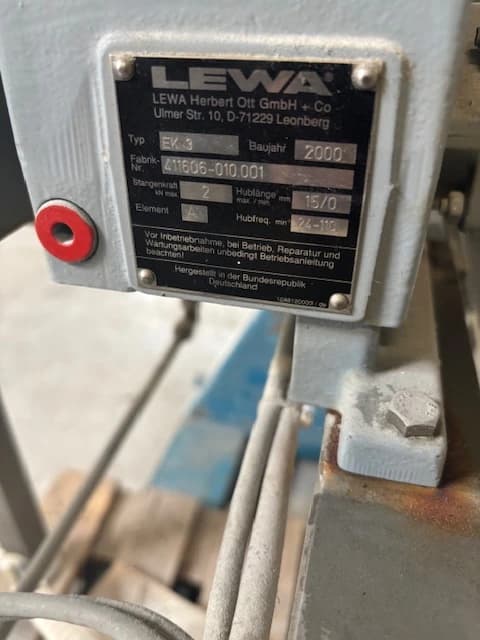 LEWA®
LEWA Herbert Ott GmbH + Co
Ulmer Str. 10, D-71229 Leonberg
Typ EK 3 Baujahr 2000
Fabrik-Nr. 411606-010.001
Stangenkraft kN max. 2 Hublänge mm max. / min. 15/0
Element A Hubfreq. min⁻¹ 24-110
Vor Inbetriebnahme, bei Betrieb, Reparatur und
Wartungsarbeiten unbedingt Betriebsanleitung
beachten!
Hergestellt in der Bundesrepublik
Deutschland